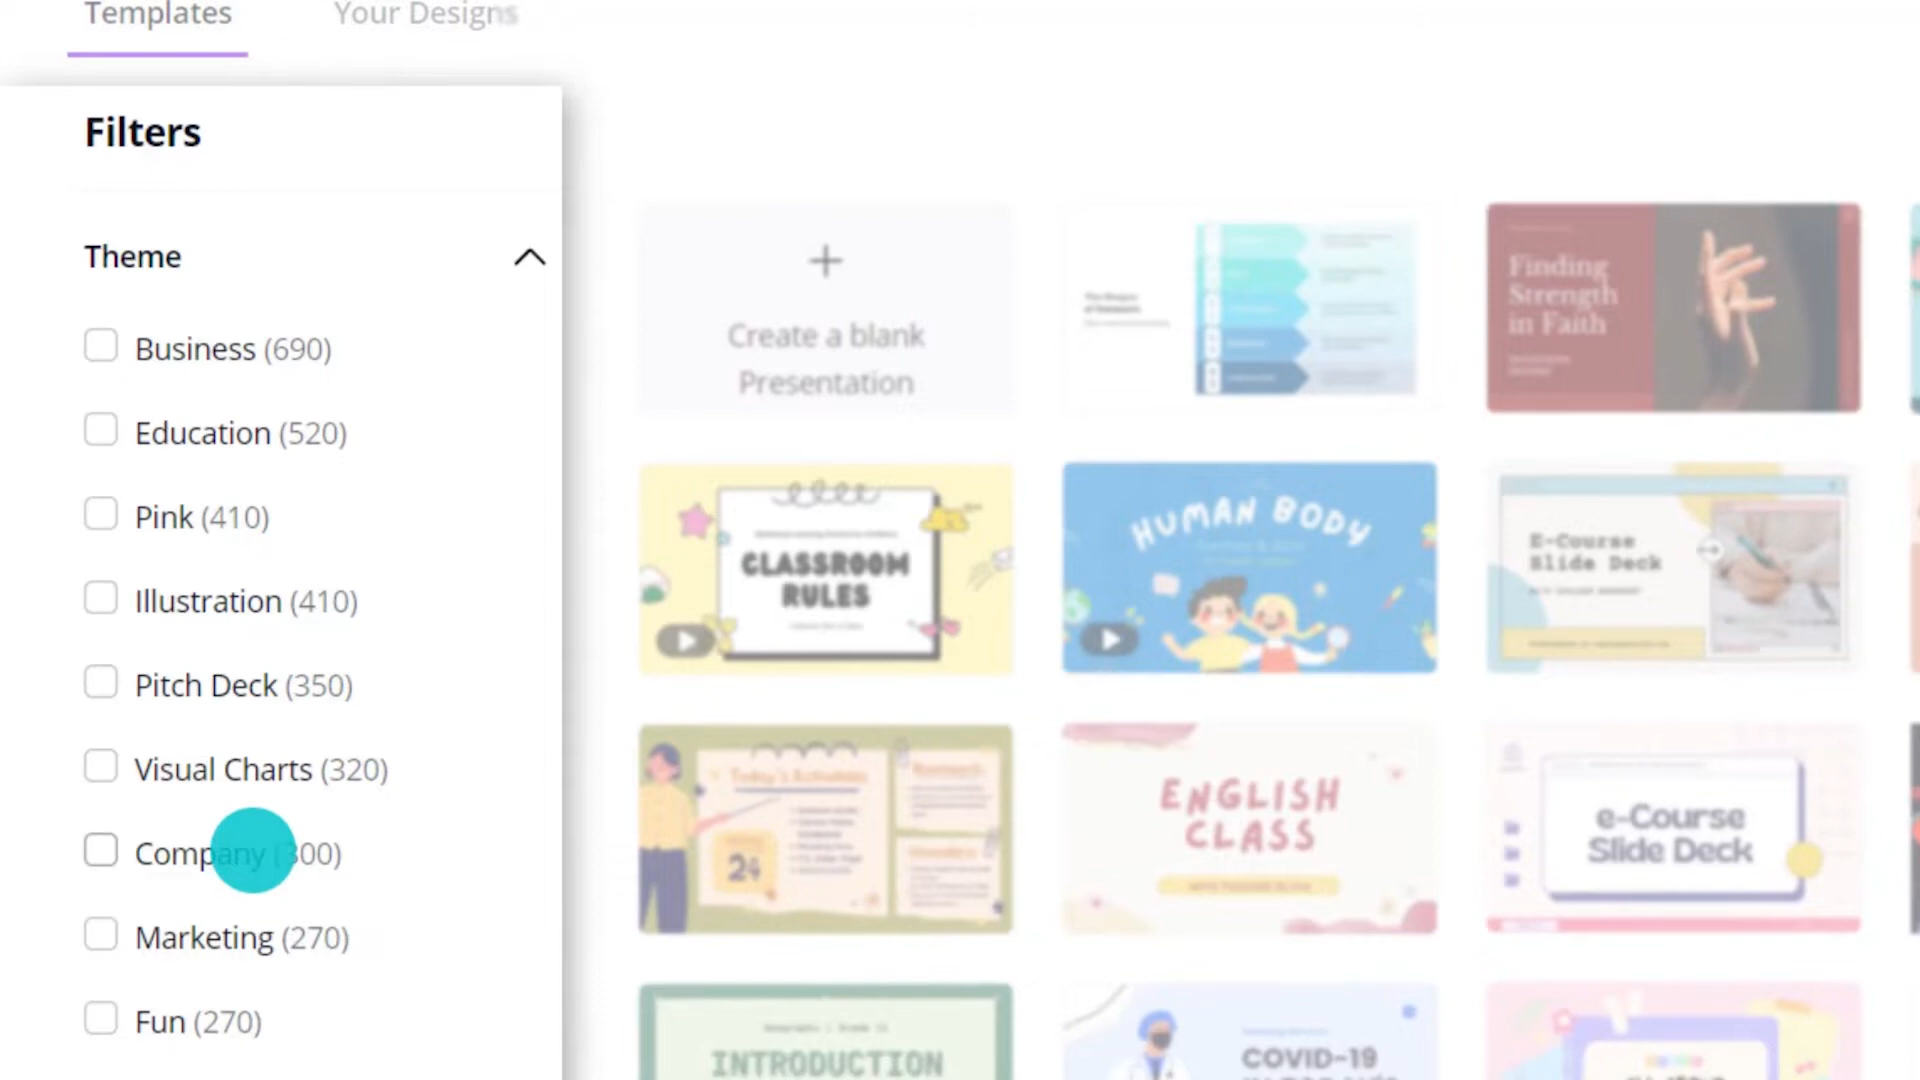 Templates
Your Designs
Filters
Theme
Business (690)
Education (520)
Pink (410)
Illustration (410)
Pitch Deck (350)
Visual Charts (320)
Company (300)
Marketing (270)
Fun (270)
+
Create a blank
Presentation
Finding
Strength
in Faith
CLASSROOM
RULES
HUMAN BODY
E-Course
Slide Deck
Today's Activities
24
ENGLISH
CLASS
e-Course
Slide Deck
INTRODUCTION
COVID-19